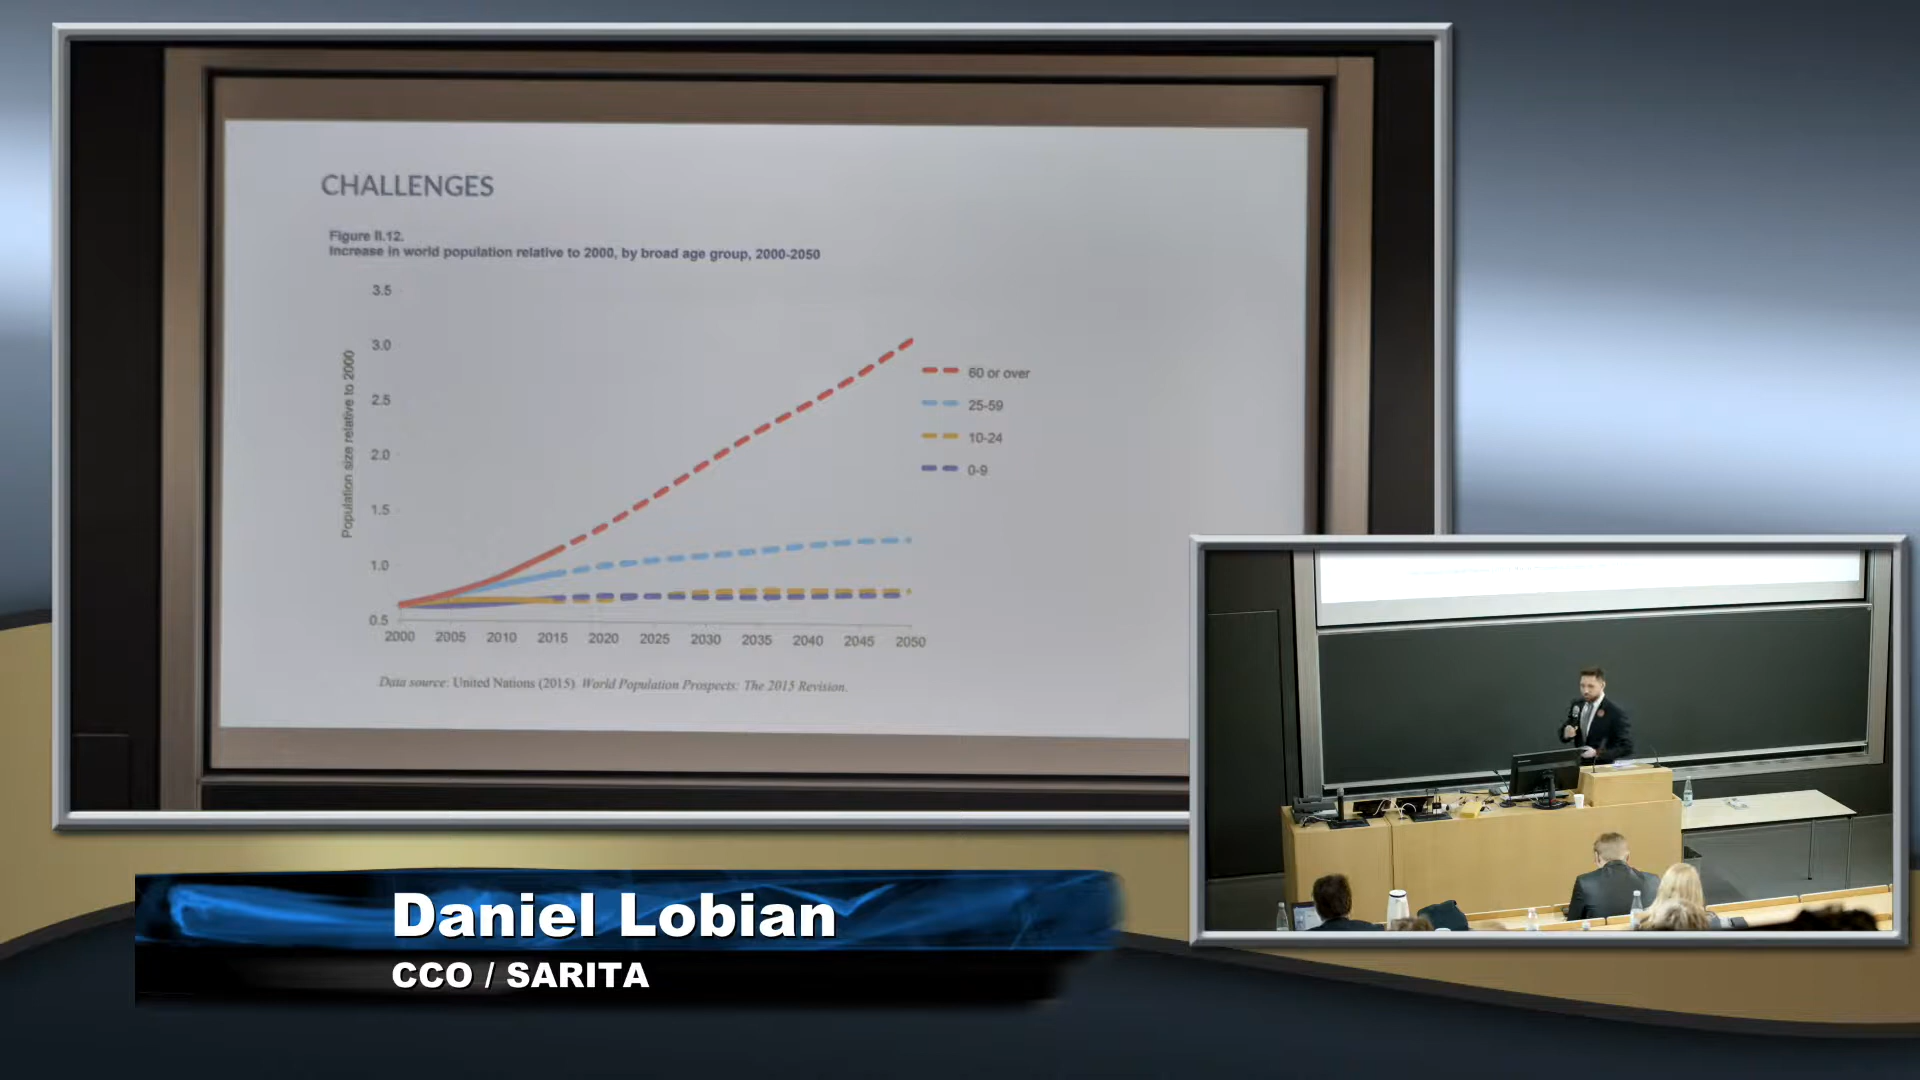 CHALLENGES
Figure II.12.
Increase in world population relative to 2000, by broad age group, 2000-2050
3.5
3.0
2.5
2.0
1.5
1.0
0.5
Population size relative to 2000
2000 2005 2010 2015 2020 2025 2030 2035 2040 2045 2050
60 or over
25-59
10-24
0-9
Data source: United Nations (2015). World Population Prospects: The 2015 Revision.
Daniel Lobian
CCO / SARITA